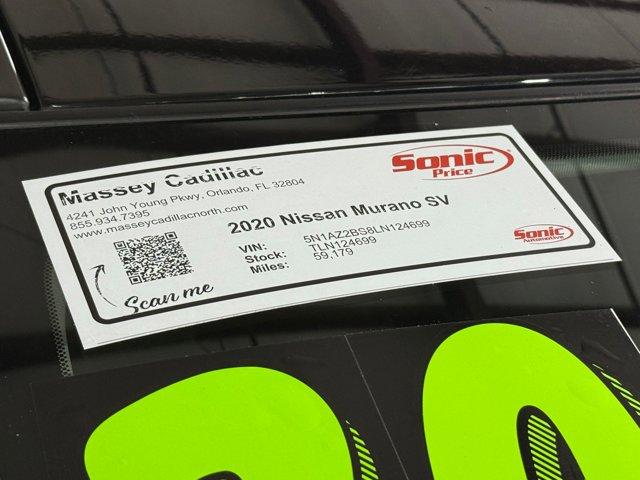 Massey Cadillac
4241 John Young Pkwy, Orlando, FL 32804
855.934.7395
www.masseycadillacnorth.com
Sonic
Price
2020 Nissan Murano SV
VIN: 5N1AZ2BS8LN124699
Stock: TLN124699
Miles: 59,179
Scan me
Sonic
Automotive